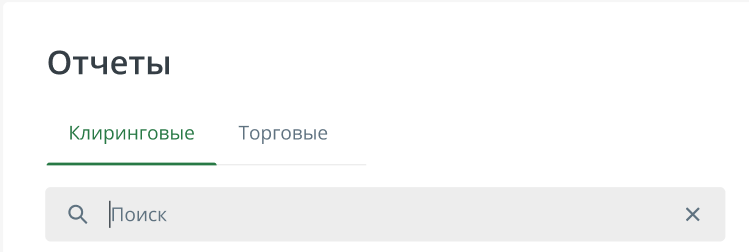 Отчеты
Клиринговые Торговые
Поиск